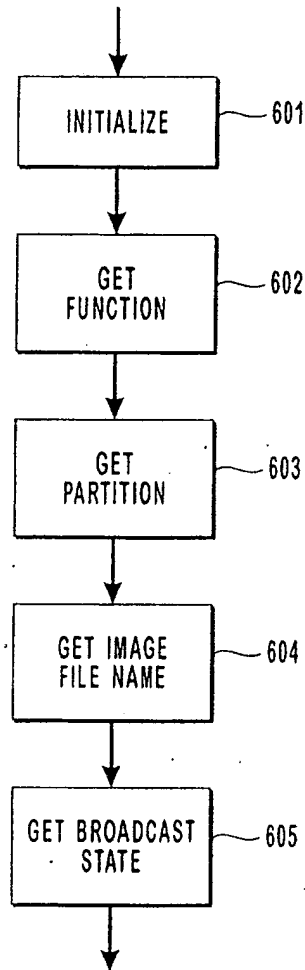 INITIALIZE
601
GET
FUNCTION
602
GET
PARTITION
603
GET IMAGE
FILE NAME
604
GET BROADCAST
STATE
605